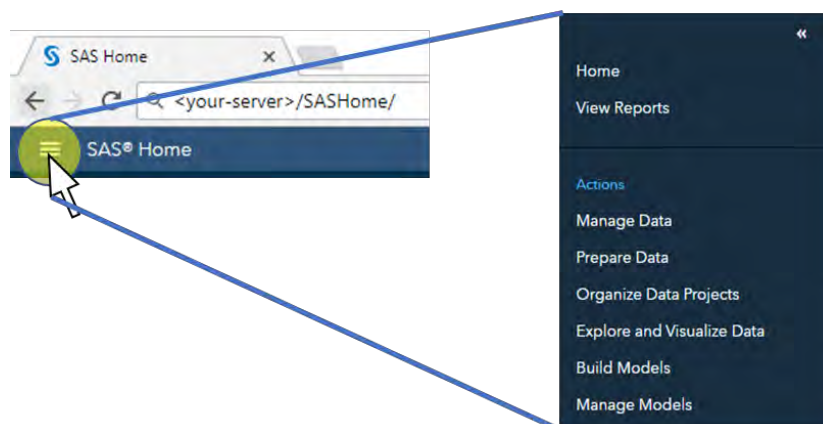 SAS Home
<your-server>/SASHome/
SAS® Home
Home
View Reports
Actions
Manage Data
Prepare Data
Organize Data Projects
Explore and Visualize Data
Build Models
Manage Models